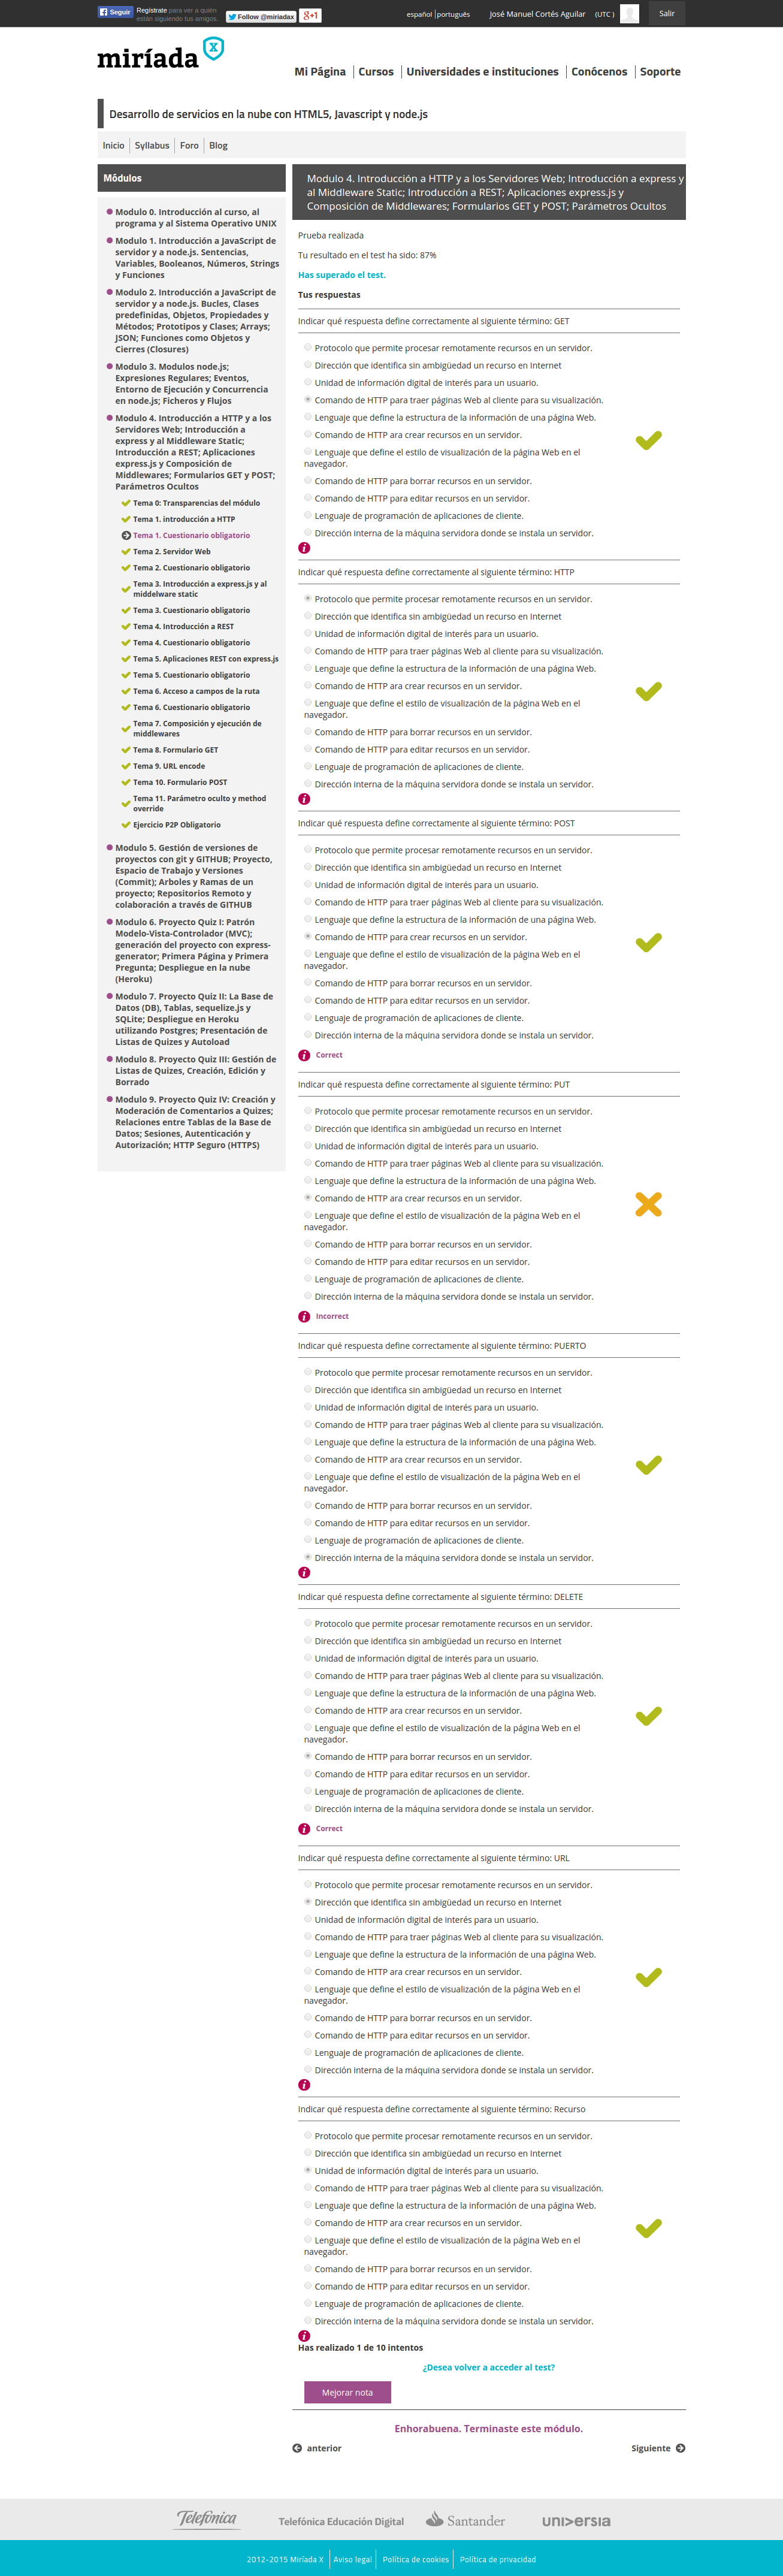 Seguir
Regístrate para ver a quién
están siguiendo tus amigos.
Follow @miriadax
g+1
español
português
José Manuel Cortés Aguilar
(UTC )
Salir
miríada X
Mi Página
Cursos
Universidades e instituciones
Conócenos
Soporte
Desarrollo de servicios en la nube con HTML5, Javascript y node.js
Inicio
Syllabus
Foro
Blog
Módulos
Modulo 0. Introducción al curso, al
programa y al Sistema Operativo UNIX
Modulo 1. Introducción a JavaScript de
servidor y a node.js. Sentencias,
Variables, Booleanos, Números, Strings
y Funciones
Modulo 2. Introducción a JavaScript de
servidor y a node.js. Bucles, Clases
predefinidas, Objetos, Propiedades y
Métodos; Prototipos y Clases; Arrays;
JSON; Funciones como Objetos y
Cierres (Closures)
Modulo 3. Modulos node.js;
Expresiones Regulares; Eventos,
Entorno de Ejecución y Concurrencia
en node.js; Ficheros y Flujos
Modulo 4. Introducción a HTTP y a los
Servidores Web; Introducción a
express y al Middleware Static;
Introducción a REST; Aplicaciones
express.js y Composición de
Middlewares; Formularios GET y POST;
Parámetros Ocultos
Tema 0: Transparencias del módulo
Tema 1. introducción a HTTP
Tema 1. Cuestionario obligatorio
Tema 2. Servidor Web
Tema 2. Cuestionario obligatorio
Tema 3. Introducción a express.js y al
middelware static
Tema 3. Cuestionario obligatorio
Tema 4. Introducción a REST
Tema 4. Cuestionario obligatorio
Tema 5. Aplicaciones REST con express.js
Tema 5. Cuestionario obligatorio
Tema 6. Acceso a campos de la ruta
Tema 6. Cuestionario obligatorio
Tema 7. Composición y ejecución de
middlewares
Tema 8. Formulario GET
Tema 9. URL encode
Tema 10. Formulario POST
Tema 11. Parámetro oculto y method
override
Ejercicio P2P Obligatorio
Modulo 5. Gestión de versiones de
proyectos con git y GITHUB; Proyecto,
Espacio de Trabajo y Versiones
(Commit); Arboles y Ramas de un
proyecto; Repositorios Remoto y
colaboración a través de GITHUB
Modulo 6. Proyecto Quiz I: Patrón
Modelo-Vista-Controlador (MVC);
generación del proyecto con express-
generator; Primera Página y Primera
Pregunta; Despliegue en la nube
(Heroku)
Modulo 7. Proyecto Quiz II: La Base de
Datos (DB), Tablas, sequelize.js y
SQLite; Despliegue en Heroku
utilizando Postgres; Presentación de
Listas de Quizes y Autoload
Modulo 8. Proyecto Quiz III: Gestión de
Listas de Quizes, Creación, Edición y
Borrado
Modulo 9. Proyecto Quiz IV: Creación y
Moderación de Comentarios a Quizes;
Relaciones entre Tablas de la Base de
Datos; Sesiones, Autenticación y
Autorización; HTTP Seguro (HTTPS)
Modulo 4. Introducción a HTTP y a los Servidores Web; Introducción a express y
al Middleware Static; Introducción a REST; Aplicaciones express.js y
Composición de Middlewares; Formularios GET y POST; Parámetros Ocultos
Prueba realizada
Tu resultado en el test ha sido: 87%
Has superado el test.
Tus respuestas
Indicar qué respuesta define correctamente al siguiente término: GET
Protocolo que permite procesar remotamente recursos en un servidor.
Dirección que identifica sin ambigüedad un recurso en Internet
Unidad de información digital de interés para un usuario.
Comando de HTTP para traer páginas Web al cliente para su visualización.
Lenguaje que define la estructura de la información de una página Web.
Comando de HTTP ara crear recursos en un servidor.
Lenguaje que define el estilo de visualización de la página Web en el
navegador.
Comando de HTTP para borrar recursos en un servidor.
Comando de HTTP para editar recursos en un servidor.
Lenguaje de programación de aplicaciones de cliente.
Dirección interna de la máquina servidora donde se instala un servidor.
Indicar qué respuesta define correctamente al siguiente término: HTTP
Protocolo que permite procesar remotamente recursos en un servidor.
Dirección que identifica sin ambigüedad un recurso en Internet
Unidad de información digital de interés para un usuario.
Comando de HTTP para traer páginas Web al cliente para su visualización.
Lenguaje que define la estructura de la información de una página Web.
Comando de HTTP ara crear recursos en un servidor.
Lenguaje que define el estilo de visualización de la página Web en el
navegador.
Comando de HTTP para borrar recursos en un servidor.
Comando de HTTP para editar recursos en un servidor.
Lenguaje de programación de aplicaciones de cliente.
Dirección interna de la máquina servidora donde se instala un servidor.
Indicar qué respuesta define correctamente al siguiente término: POST
Protocolo que permite procesar remotamente recursos en un servidor.
Dirección que identifica sin ambigüedad un recurso en Internet
Unidad de información digital de interés para un usuario.
Comando de HTTP para traer páginas Web al cliente para su visualización.
Lenguaje que define la estructura de la información de una página Web.
Comando de HTTP para crear recursos en un servidor.
Lenguaje que define el estilo de visualización de la página Web en el
navegador.
Comando de HTTP para borrar recursos en un servidor.
Comando de HTTP para editar recursos en un servidor.
Lenguaje de programación de aplicaciones de cliente.
Dirección interna de la máquina servidora donde se instala un servidor.
Correct
Indicar qué respuesta define correctamente al siguiente término: PUT
Protocolo que permite procesar remotamente recursos en un servidor.
Dirección que identifica sin ambigüedad un recurso en Internet
Unidad de información digital de interés para un usuario.
Comando de HTTP para traer páginas Web al cliente para su visualización.
Lenguaje que define la estructura de la información de una página Web.
Comando de HTTP ara crear recursos en un servidor.
Lenguaje que define el estilo de visualización de la página Web en el
navegador.
Comando de HTTP para borrar recursos en un servidor.
Comando de HTTP para editar recursos en un servidor.
Lenguaje de programación de aplicaciones de cliente.
Dirección interna de la máquina servidora donde se instala un servidor.
Incorrect
Indicar qué respuesta define correctamente al siguiente término: PUERTO
Protocolo que permite procesar remotamente recursos en un servidor.
Dirección que identifica sin ambigüedad un recurso en Internet
Unidad de información digital de interés para un usuario.
Comando de HTTP para traer páginas Web al cliente para su visualización.
Lenguaje que define la estructura de la información de una página Web.
Comando de HTTP ara crear recursos en un servidor.
Lenguaje que define el estilo de visualización de la página Web en el
navegador.
Comando de HTTP para borrar recursos en un servidor.
Comando de HTTP para editar recursos en un servidor.
Lenguaje de programación de aplicaciones de cliente.
Dirección interna de la máquina servidora donde se instala un servidor.
Indicar qué respuesta define correctamente al siguiente término: DELETE
Protocolo que permite procesar remotamente recursos en un servidor.
Dirección que identifica sin ambigüedad un recurso en Internet
Unidad de información digital de interés para un usuario.
Comando de HTTP para traer páginas Web al cliente para su visualización.
Lenguaje que define la estructura de la información de una página Web.
Comando de HTTP ara crear recursos en un servidor.
Lenguaje que define el estilo de visualización de la página Web en el
navegador.
Comando de HTTP para borrar recursos en un servidor.
Comando de HTTP para editar recursos en un servidor.
Lenguaje de programación de aplicaciones de cliente.
Dirección interna de la máquina servidora donde se instala un servidor.
Correct
Indicar qué respuesta define correctamente al siguiente término: URL
Protocolo que permite procesar remotamente recursos en un servidor.
Dirección que identifica sin ambigüedad un recurso en Internet
Unidad de información digital de interés para un usuario.
Comando de HTTP para traer páginas Web al cliente para su visualización.
Lenguaje que define la estructura de la información de una página Web.
Comando de HTTP ara crear recursos en un servidor.
Lenguaje que define el estilo de visualización de la página Web en el
navegador.
Comando de HTTP para borrar recursos en un servidor.
Comando de HTTP para editar recursos en un servidor.
Lenguaje de programación de aplicaciones de cliente.
Dirección interna de la máquina servidora donde se instala un servidor.
Indicar qué respuesta define correctamente al siguiente término: Recurso
Protocolo que permite procesar remotamente recursos en un servidor.
Dirección que identifica sin ambigüedad un recurso en Internet
Unidad de información digital de interés para un usuario.
Comando de HTTP para traer páginas Web al cliente para su visualización.
Lenguaje que define la estructura de la información de una página Web.
Comando de HTTP ara crear recursos en un servidor.
Lenguaje que define el estilo de visualización de la página Web en el
navegador.
Comando de HTTP para borrar recursos en un servidor.
Comando de HTTP para editar recursos en un servidor.
Lenguaje de programación de aplicaciones de cliente.
Dirección interna de la máquina servidora donde se instala un servidor.
Has realizado 1 de 10 intentos
¿Desea volver a acceder al test?
Mejorar nota
Enhorabuena. Terminaste este módulo.
anterior
Siguiente
Telefónica
Telefónica Educación Digital
Santander
universia
2012-2015 Miríada X
Aviso legal
Política de cookies
Política de privacidad